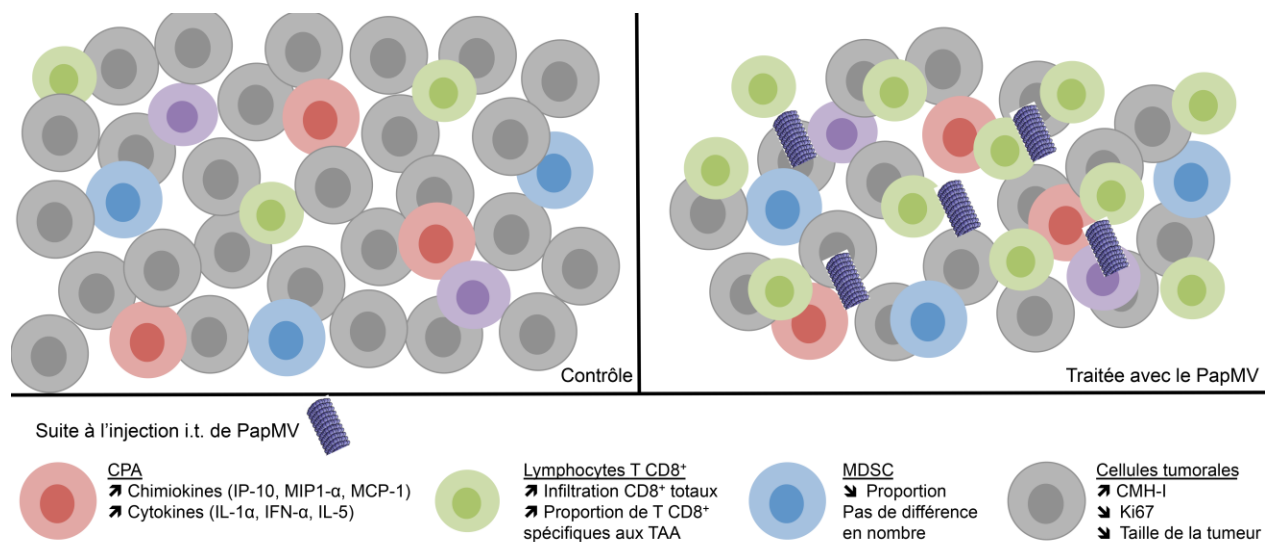 Contrôle
Traitée avec le PapMV
Suite à l'injection i.t. de PapMV
CPA
↗ Chimiokines (IP-10, MIP1-α, MCP-1)
↗ Cytokines (IL-1α, IFN-α, IL-5)
Lymphocytes T CD8⁺
↗ Infiltration CD8⁺ totaux
↗ Proportion de T CD8⁺
spécifiques aux TAA
MDSC
↘ Proportion
Pas de différence
en nombre
Cellules tumorales
↗ CMH-I
↘ Ki67
↘ Taille de la tumeur